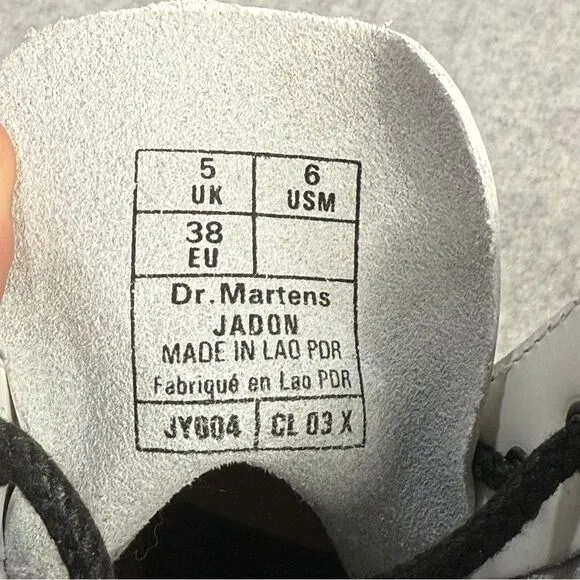 5 UK
6 USM
38 EU
Dr. Martens
JADON
MADE IN LAO PDR
Fabriqué en Lao PDR
JYG04
CL 03 X